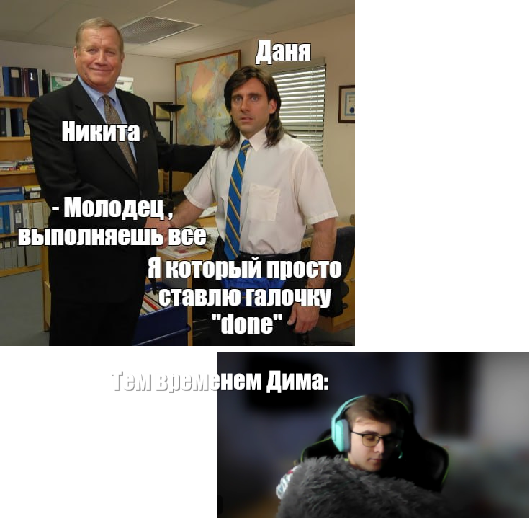 Даня
Никита
- Молодец ,
выполняешь все
Я который просто
ставлю галочку
"done"
Тем временем Дима: